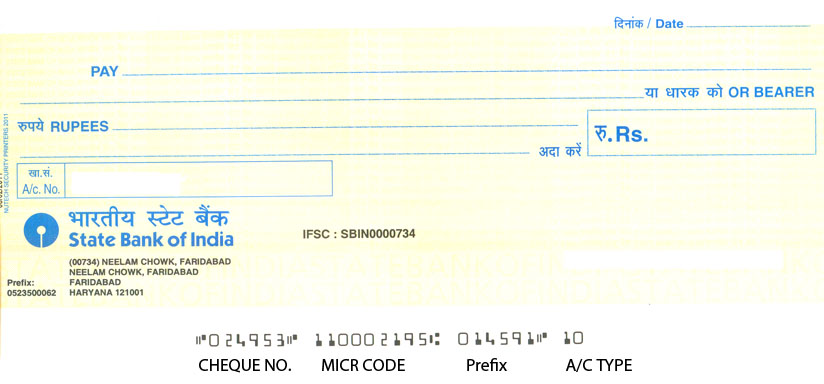 दिनांक / Date
PAY
या धारक को OR BEARER
रुपये RUPEES
अदा करें
रु.Rs.
खा.सं.
A/c. No.
NUTECH SECURITY PRINTERS 2011
भारतीय स्टेट बैंक
State Bank of India
IFSC : SBIN0000734
(00734) NEELAM CHOWK, FARIDABAD
NEELAM CHOWK, FARIDABAD
Prefix: FARIDABAD
0523500062 HARYANA 121001
⑈024953⑈ 110002195⑆ 014591⑈ 10
CHEQUE NO. MICR CODE Prefix A/C TYPE